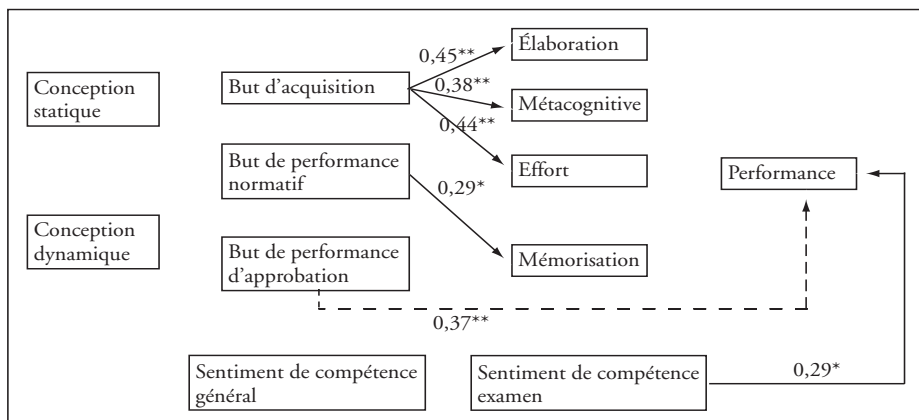 Élaboration
0,45**
Conception
statique
But d'acquisition
0,38**
Métacognitive
0,44**
But de performance
normatif
Effort
Performance
0,29*
Conception
dynamique
But de performance
d'approbation
Mémorisation
0,37**
Sentiment de compétence
général
Sentiment de compétence
examen
0,29*